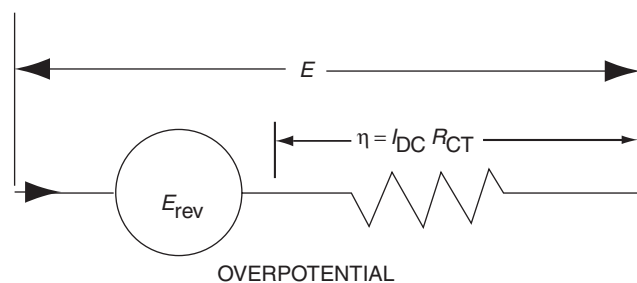 E
η = I_DC R_CT
E_rev
OVERPOTENTIAL